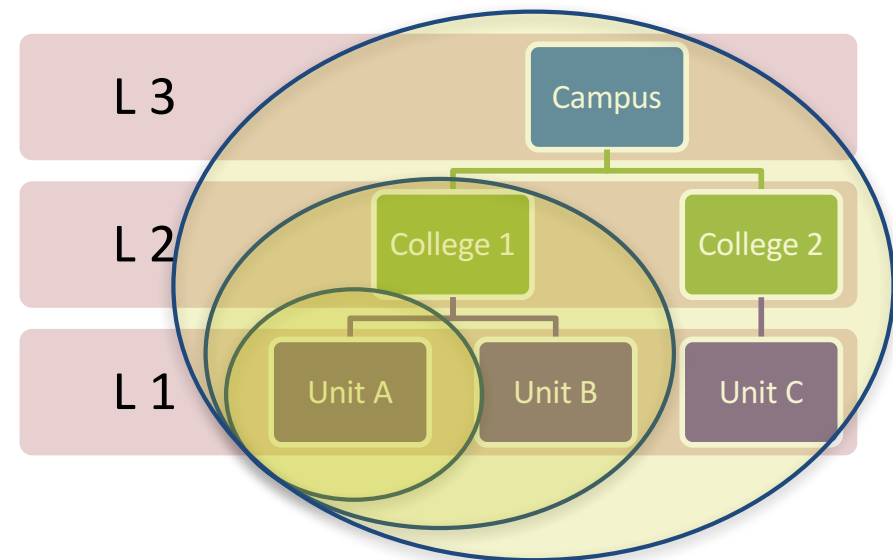 L 3
Campus
L 2
College 1
College 2
L 1
Unit A
Unit B
Unit C